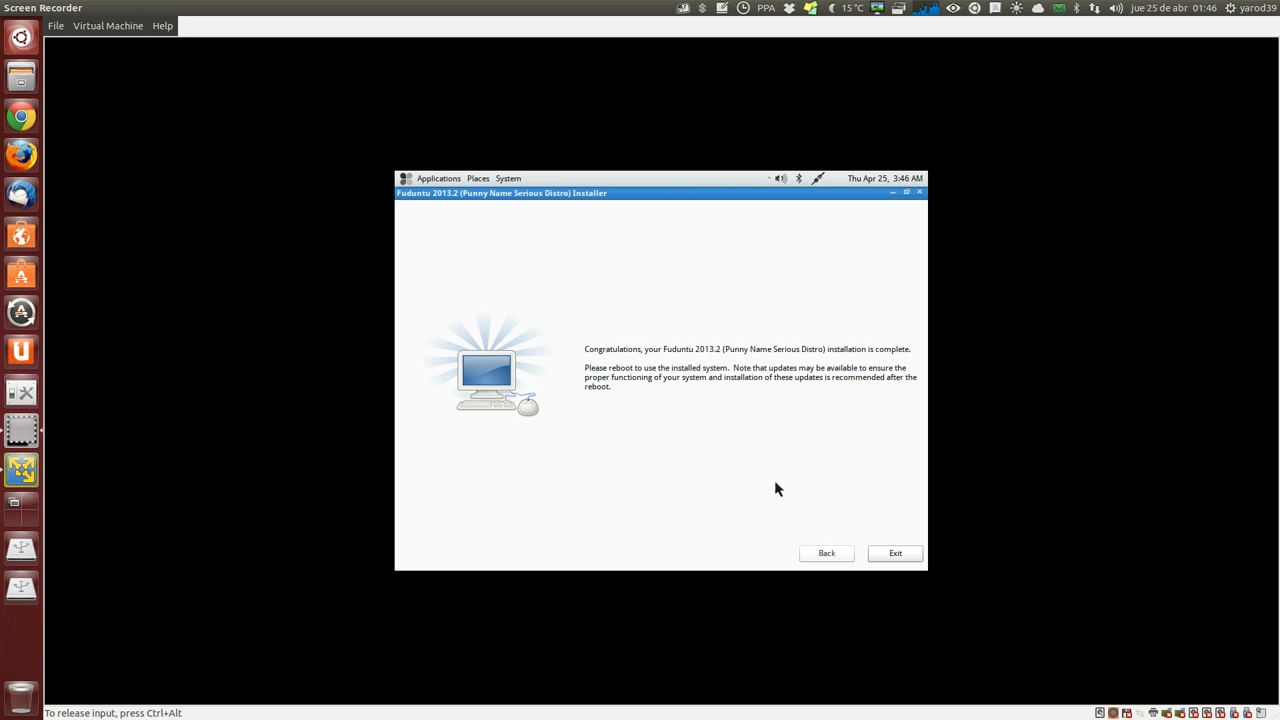 Screen Recorder
PPA
15°C
A
jue 25 de abr 01:46
yarod39
File Virtual Machine Help
Applications Places System
Thu Apr 25, 3:46 AM
Fuduntu 2013.2 (Punny Name Serious Distro) Installer
Congratulations, your Fuduntu 2013.2 (Punny Name Serious Distro) installation is complete.
Please reboot to use the installed system. Note that updates may be available to ensure the
proper functioning of your system and installation of these updates is recommended after the
reboot.
Back Exit
To release input, press Ctrl+Alt